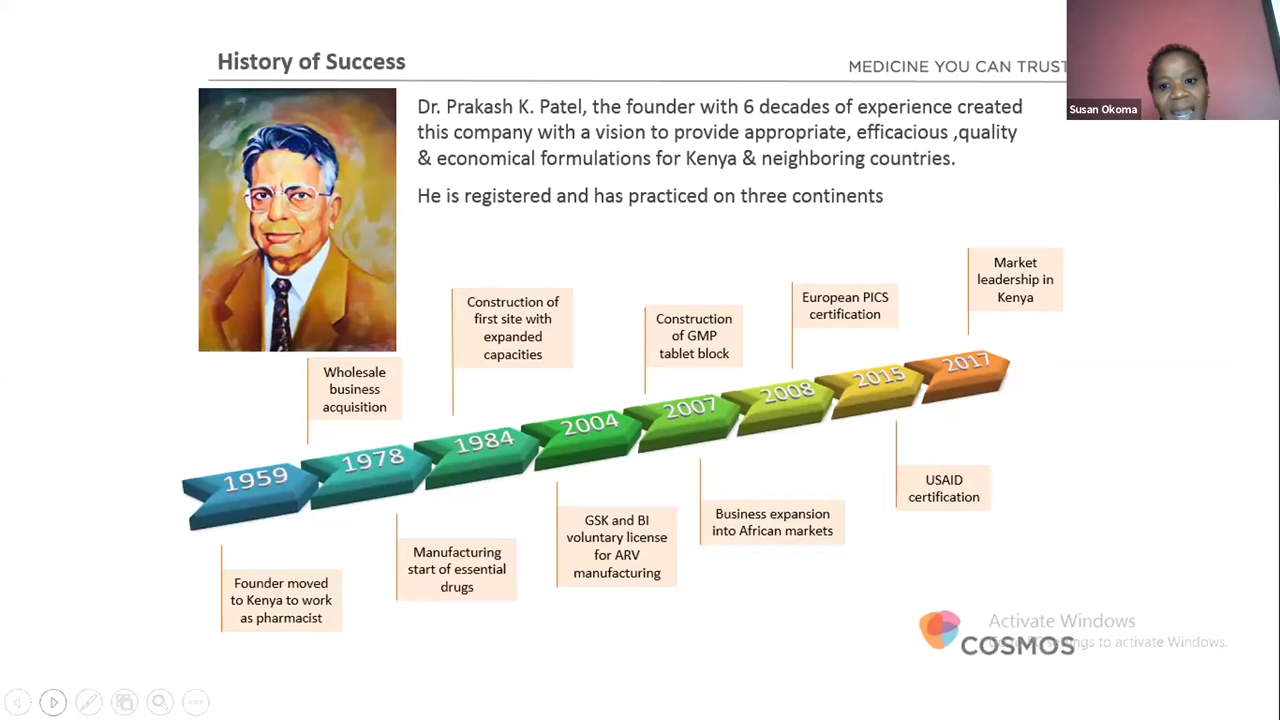 History of Success
MEDICINE YOU CAN TRUST
Susan Okoma
Dr. Prakash K. Patel, the founder with 6 decades of experience created
this company with a vision to provide appropriate, efficacious ,quality
& economical formulations for Kenya & neighboring countries.
He is registered and has practiced on three continents
Market
leadership in
Kenya
European PICS
certification
Construction of
first site with
expanded
capacities
Construction
of GMP
tablet block
Wholesale
business
acquisition
1959
1978
1984
2004
2007
2008
2015
2017
USAID
certification
Business expansion
into African markets
GSK and BI
voluntary license
for ARV
manufacturing
Manufacturing
start of essential
drugs
Founder moved
to Kenya to work
as pharmacist
Activate Windows
to activate Windows.
COSMOS